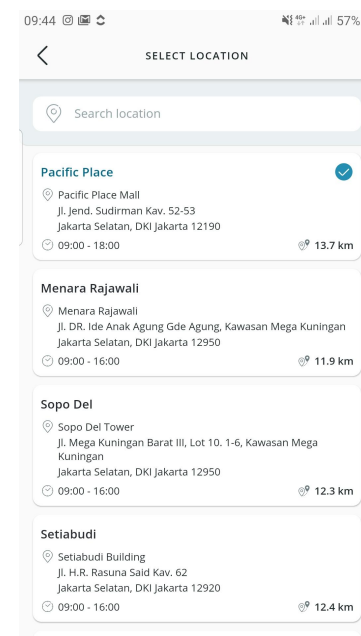 09:44 4G+ 57%
SELECT LOCATION
Search location
Pacific Place
Pacific Place Mall
Jl. Jend. Sudirman Kav. 52-53
Jakarta Selatan, DKI Jakarta 12190
09:00 - 18:00 13.7 km
Menara Rajawali
Menara Rajawali
Jl. DR. Ide Anak Agung Gde Agung, Kawasan Mega Kuningan
Jakarta Selatan, DKI Jakarta 12950
09:00 - 16:00 11.9 km
Sopo Del
Sopo Del Tower
Jl. Mega Kuningan Barat III, Lot 10. 1-6, Kawasan Mega
Kuningan
Jakarta Selatan, DKI Jakarta 12950
09:00 - 16:00 12.3 km
Setiabudi
Setiabudi Building
Jl. H.R. Rasuna Said Kav. 62
Jakarta Selatan, DKI Jakarta 12920
09:00 - 16:00 12.4 km